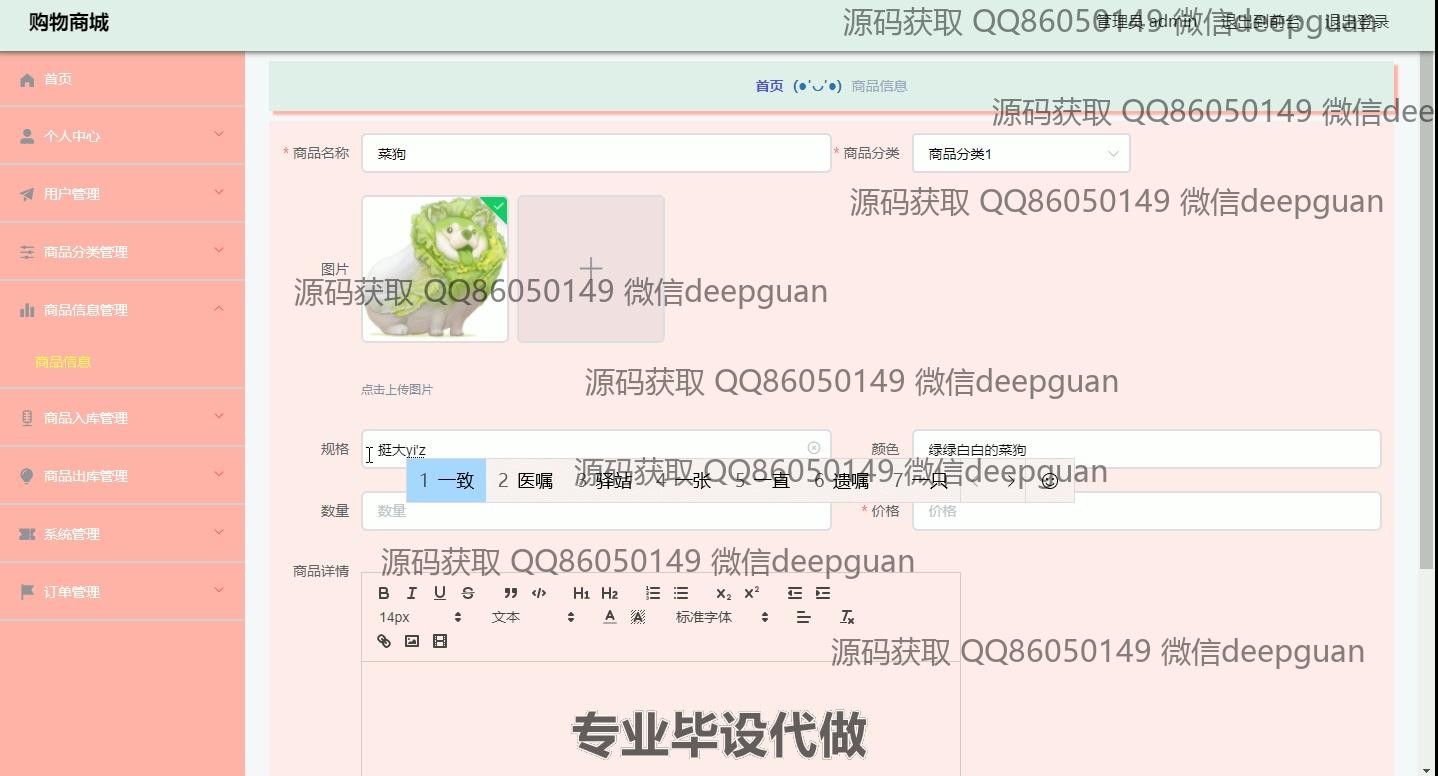 购物商城
管理员 admin 退出到前台 退出登录
源码获取 QQ86050149 微信deepguan
首页
个人中心
用户管理
商品分类管理
商品信息管理
商品信息
商品入库管理
商品出库管理
系统管理
订单管理
首页 (●'◡'●) 商品信息
源码获取 QQ86050149 微信dee
* 商品名称 菜狗 * 商品分类 商品分类1
源码获取 QQ86050149 微信deepguan
图片
源码获取 QQ86050149 微信deepguan
点击上传图片
源码获取 QQ86050149 微信deepguan
规格 挺大yi'z 颜色 绿绿白白的菜狗
源码获取 QQ86050149 微信deepguan
1 一致 2 医嘱 3 驿站 4 一张 5 一直 6 遗嘱 7 一只
数量 数量 * 价格 价格
源码获取 QQ86050149 微信deepguan
商品详情
B I U S H1 H2 x₂ x²
14px 文本 A A 标准字体 Tx
源码获取 QQ86050149 微信deepguan
专业毕设代做